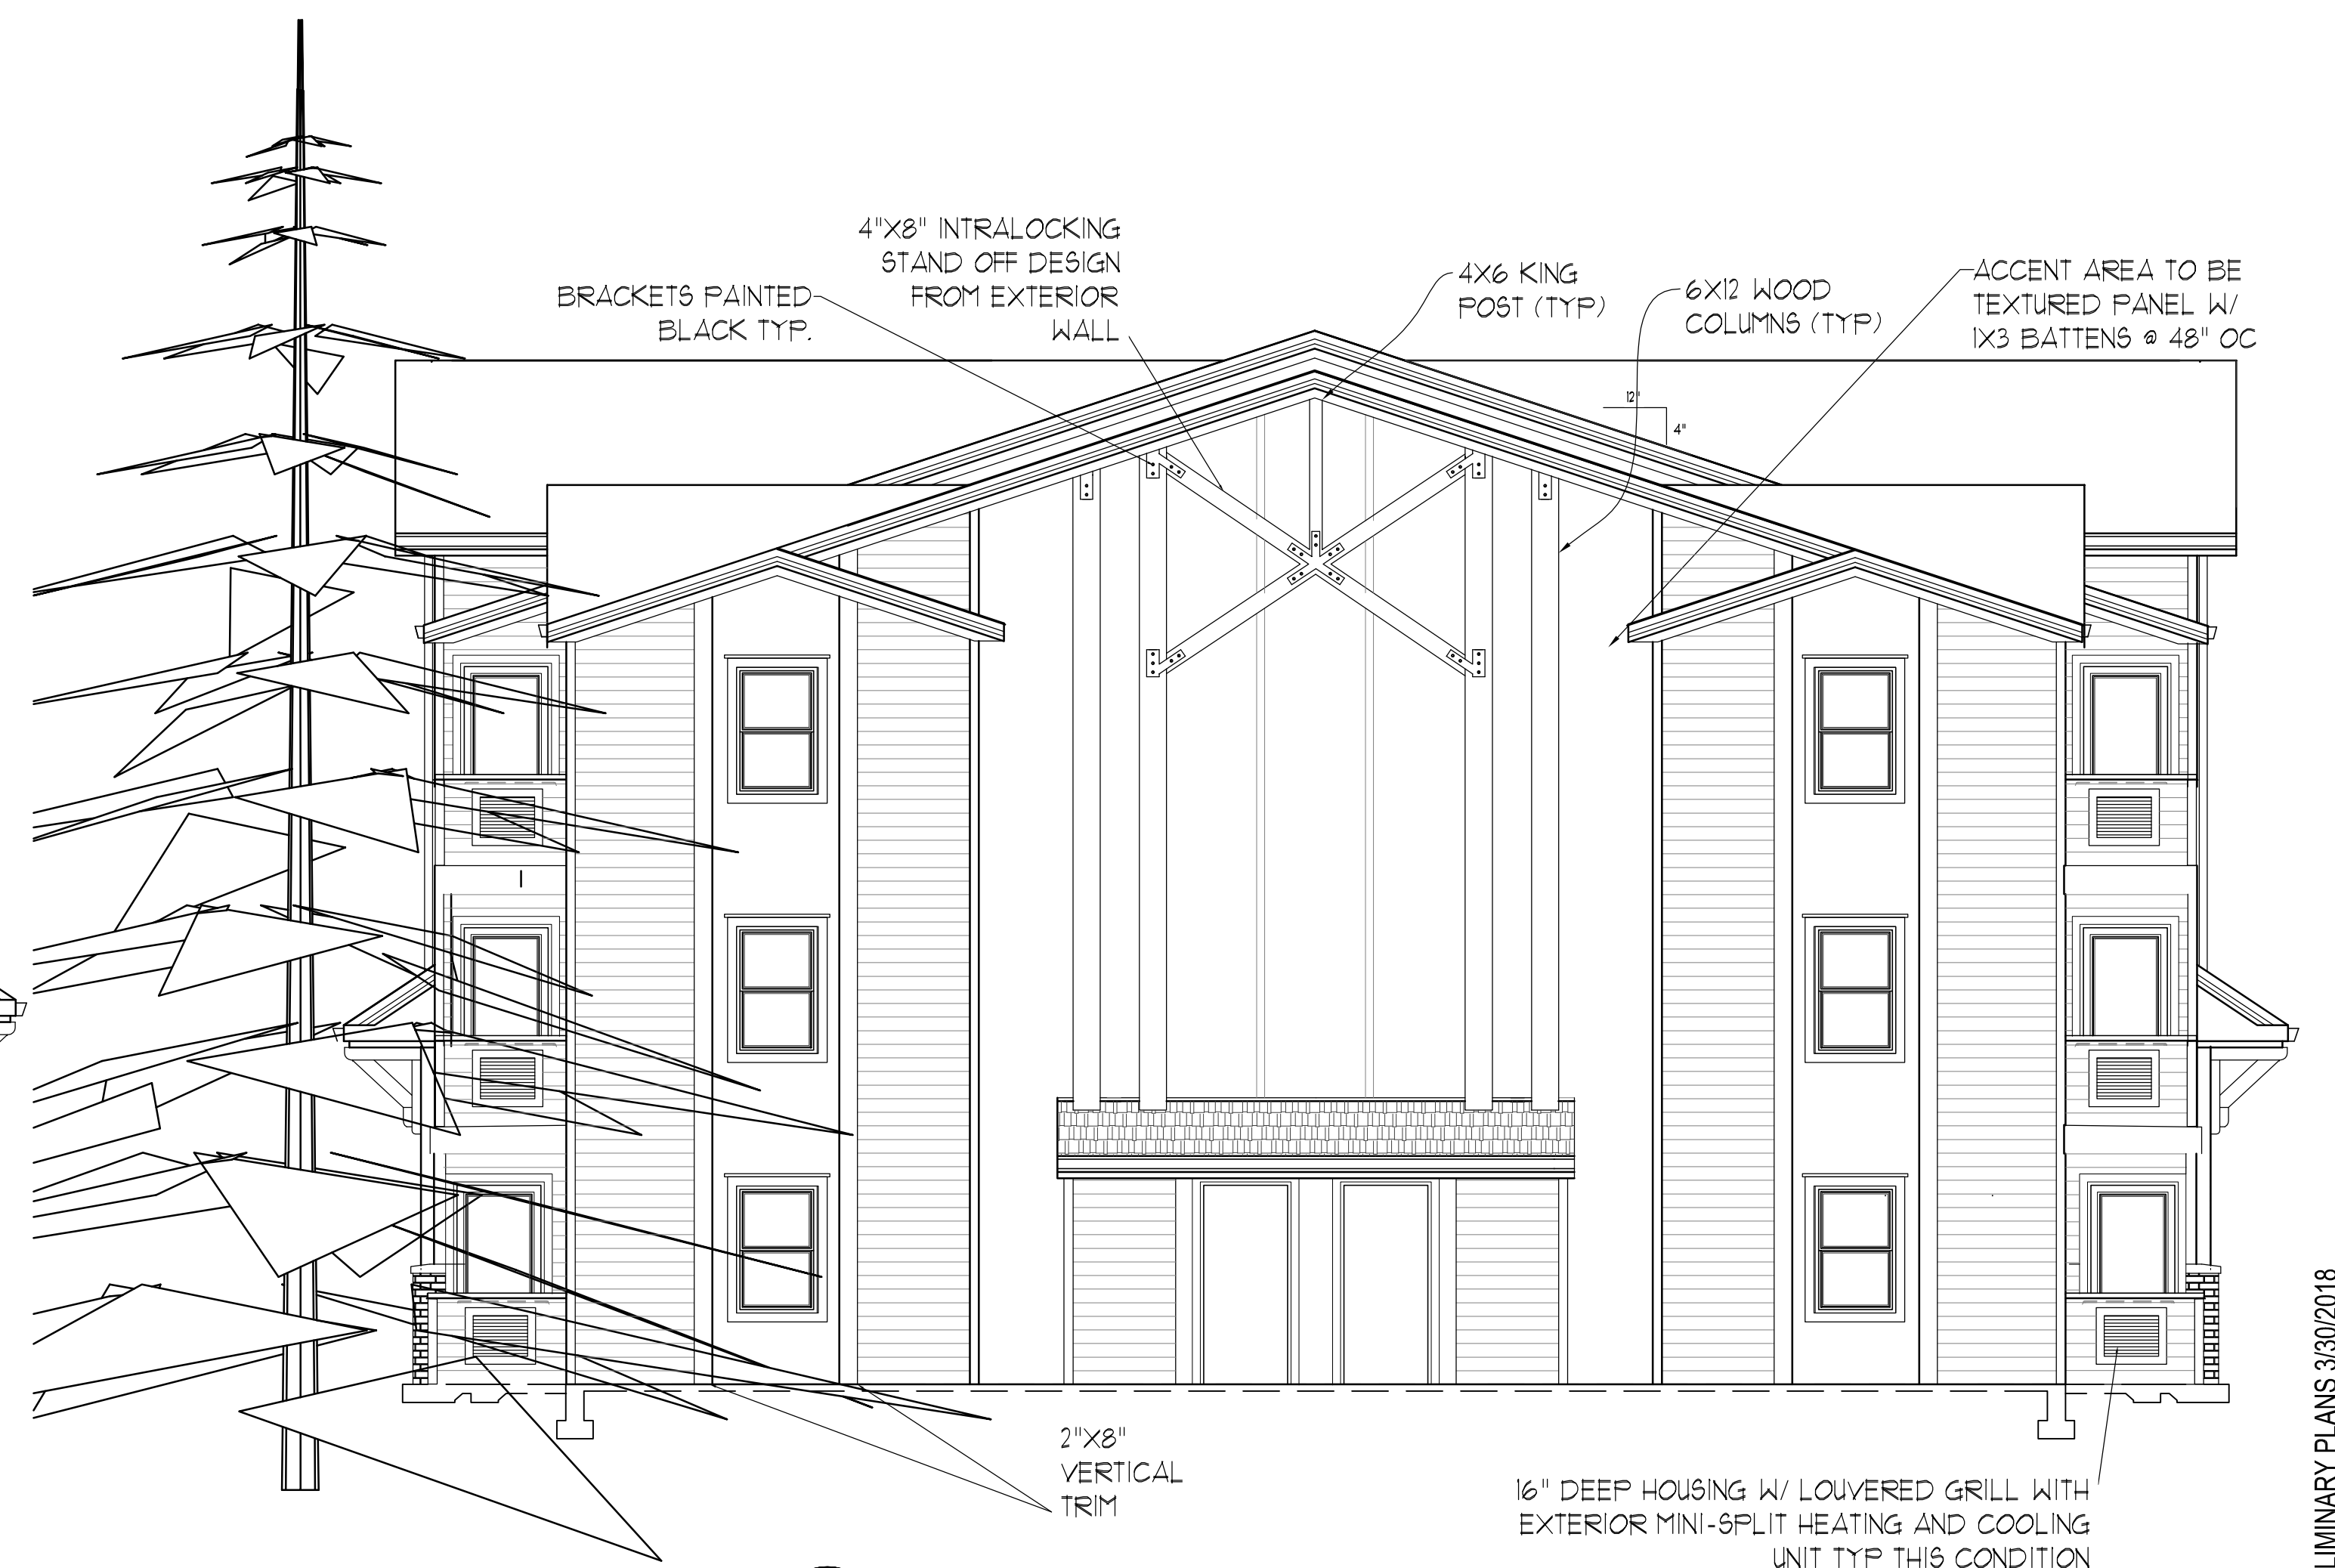 4"X8" INTRALOCKING
STAND OFF DESIGN
FROM EXTERIOR
WALL
BRACKETS PAINTED
BLACK TYP.
4X6 KING
POST (TYP)
6X12 WOOD
COLUMNS (TYP)
ACCENT AREA TO BE
TEXTURED PANEL W/
1X3 BATTENS @ 48" OC
12"
4"
2"X8"
VERTICAL
TRIM
16" DEEP HOUSING W/ LOUVERED GRILL WITH
EXTERIOR MINI-SPLIT HEATING AND COOLING
UNIT TYP THIS CONDITION
LIMINARY PLANS 3/30/2018